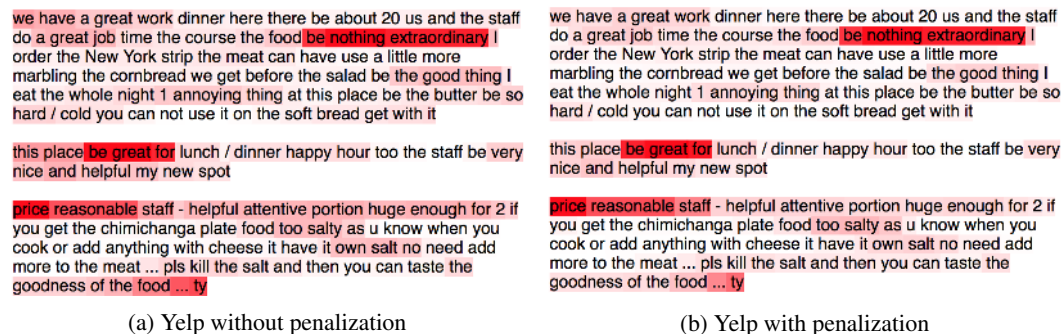 we have a great work dinner here there be about 20 us and the staff
do a great job time the course the food be nothing extraordinary I
order the New York strip the meat can have use a little more
marbling the cornbread we get before the salad be the good thing I
eat the whole night 1 annoying thing at this place be the butter be so
hard / cold you can not use it on the soft bread get with it
this place be great for lunch / dinner happy hour too the staff be very
nice and helpful my new spot
price reasonable staff - helpful attentive portion huge enough for 2 if
you get the chimichanga plate food too salty as u know when you
cook or add anything with cheese it have it own salt no need add
more to the meat ... pls kill the salt and then you can taste the
goodness of the food ... ty
(a) Yelp without penalization
we have a great work dinner here there be about 20 us and the staff
do a great job time the course the food be nothing extraordinary I
order the New York strip the meat can have use a little more
marbling the cornbread we get before the salad be the good thing I
eat the whole night 1 annoying thing at this place be the butter be so
hard / cold you can not use it on the soft bread get with it
this place be great for lunch / dinner happy hour too the staff be very
nice and helpful my new spot
price reasonable staff - helpful attentive portion huge enough for 2 if
you get the chimichanga plate food too salty as u know when you
cook or add anything with cheese it have it own salt no need add
more to the meat ... pls kill the salt and then you can taste the
goodness of the food ... ty
(b) Yelp with penalization